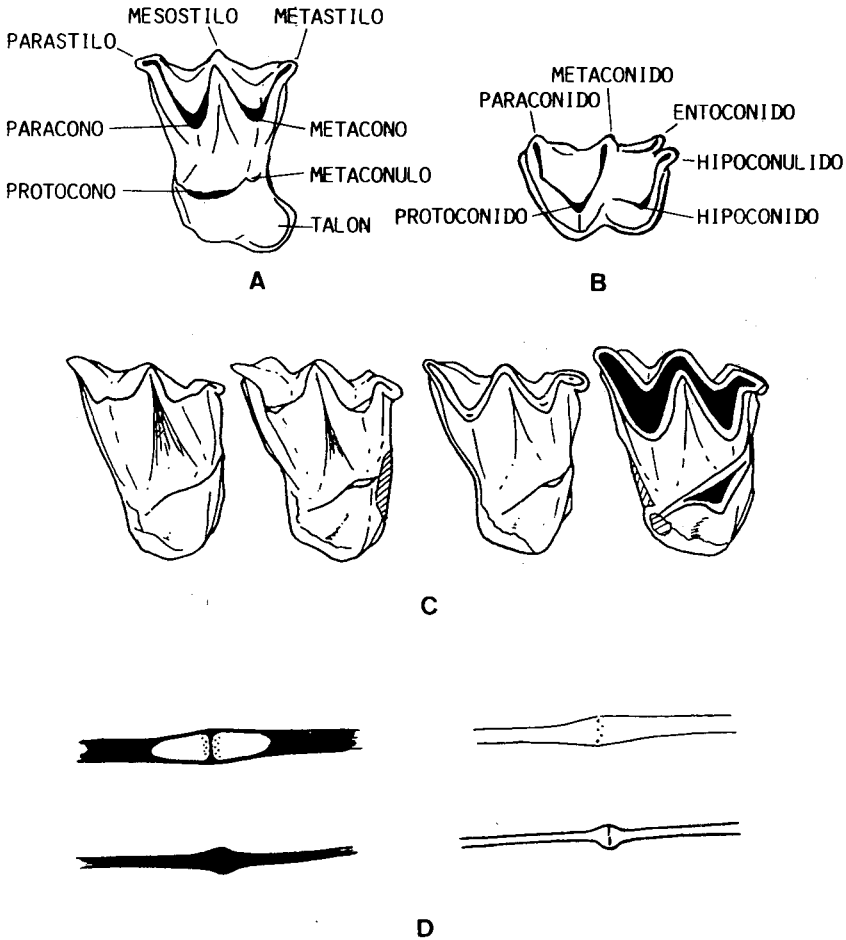 MESOSTILO METASTILO
PARASTILO
PARACONO METACONO
METACONULO
PROTOCONO
TALON
A
METACONIDO
PARACONIDO
ENTOCONIDO
HIPOCONULIDO
PROTOCONIDO HIPOCONIDO
B
C
D